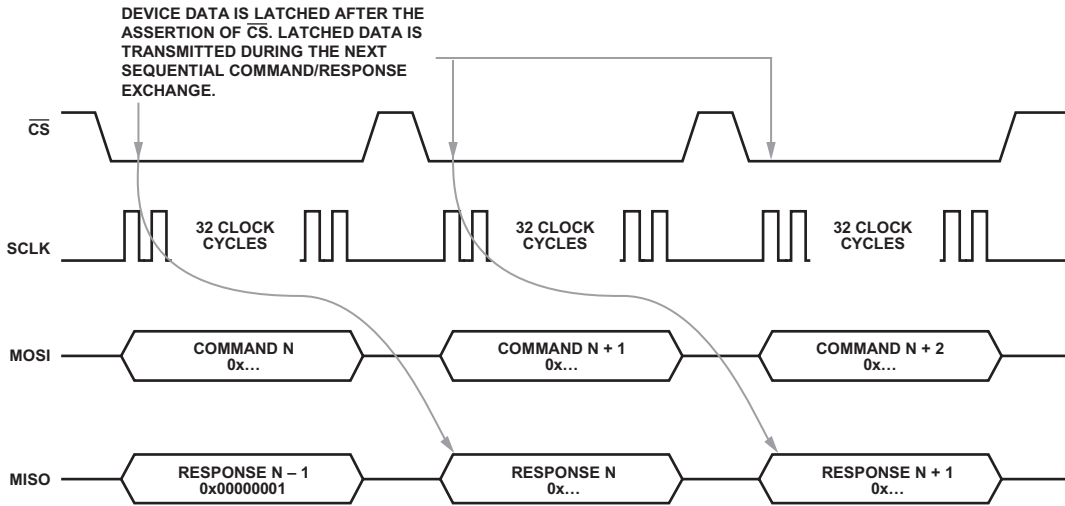 DEVICE DATA IS LATCHED AFTER THE
ASSERTION OF C̅S̅. LATCHED DATA IS
TRANSMITTED DURING THE NEXT
SEQUENTIAL COMMAND/RESPONSE
EXCHANGE.
C̅S̅
SCLK
32 CLOCK
CYCLES
32 CLOCK
CYCLES
32 CLOCK
CYCLES
MOSI
COMMAND N
0x…
COMMAND N + 1
0x…
COMMAND N + 2
0x…
MISO
RESPONSE N – 1
0x00000001
RESPONSE N
0x…
RESPONSE N + 1
0x…